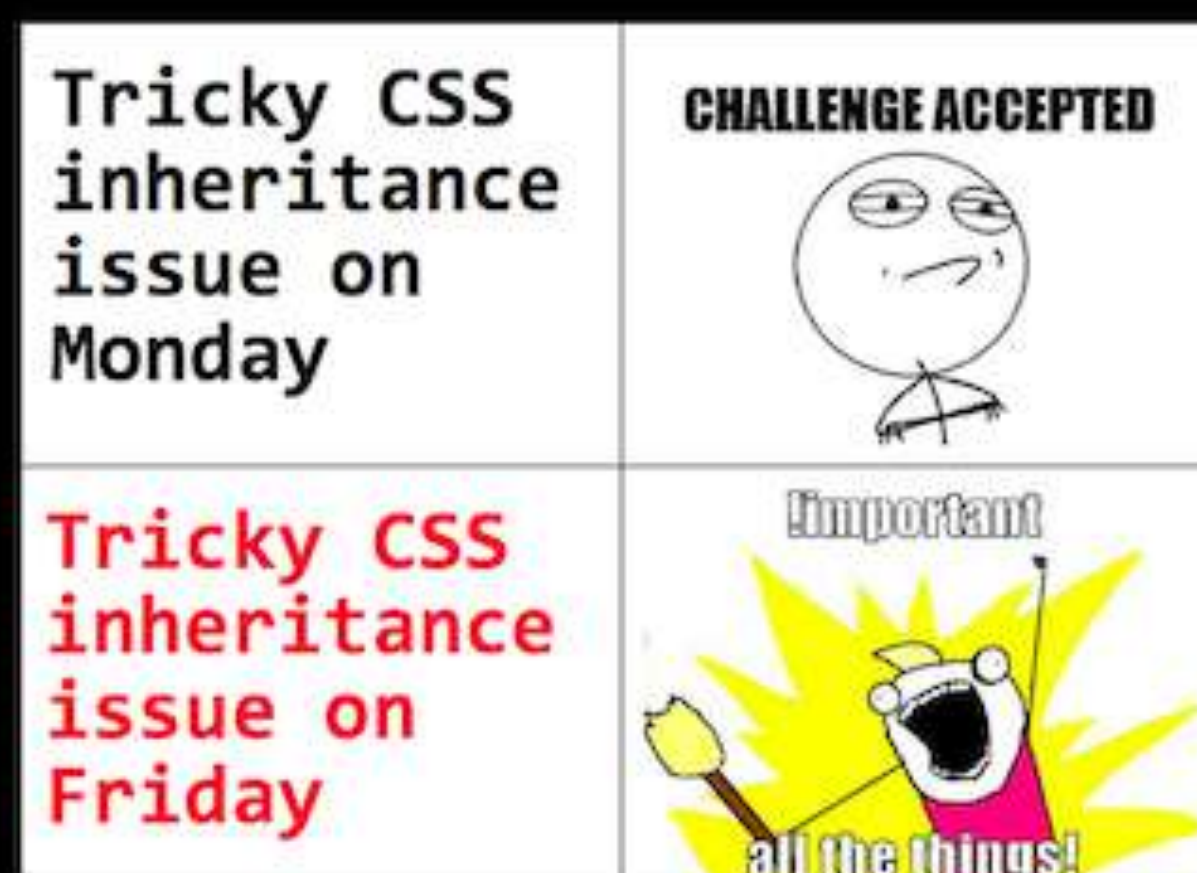 Tricky CSS
inheritance
issue on
Monday
CHALLENGE ACCEPTED
Tricky CSS
inheritance
issue on
Friday
!important
all the things!